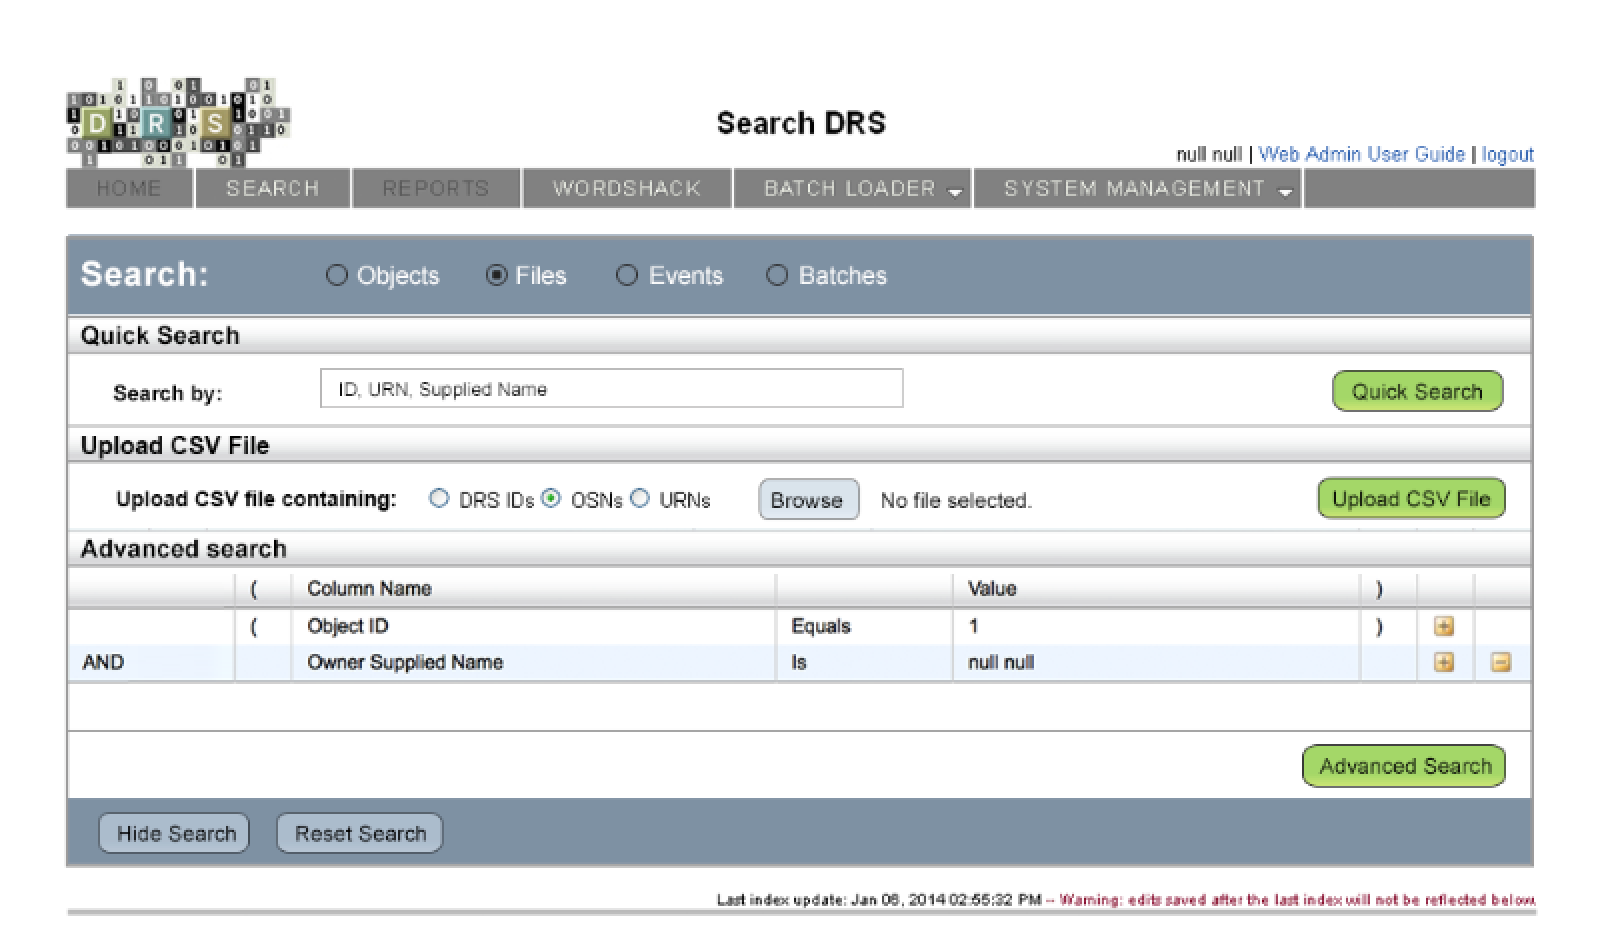 D R S
Search DRS
null null | Web Admin User Guide | logout
HOME SEARCH REPORTS WORDSHACK BATCH LOADER SYSTEM MANAGEMENT
Search: Objects Files Events Batches
Quick Search
Search by: ID, URN, Supplied Name Quick Search
Upload CSV File
Upload CSV file containing: DRS IDs OSNs URNs Browse No file selected. Upload CSV File
Advanced search
( Column Name Value )
( Object ID Equals 1 )
AND Owner Supplied Name Is null null
Advanced Search
Hide Search Reset Search
Last index update: Jan 06, 2014 02:55:32 PM -- Warning: edits saved after the last index will not be reflected below.